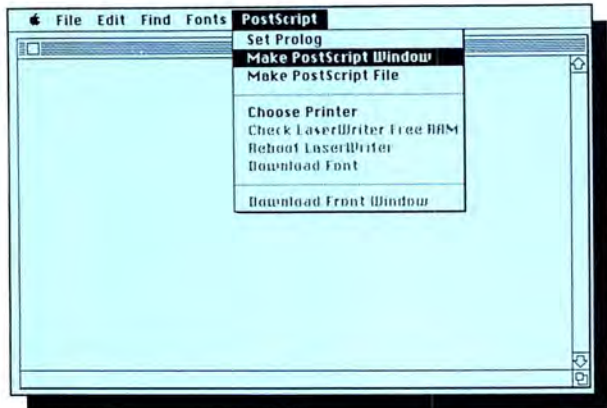 File Edit Find Fonts PostScript
Set Prolog
Make PostScript Window
Make PostScript File
Choose Printer
Check LaserWriter Free RAM
Reboot LaserWriter
Download Font
Download Front Window